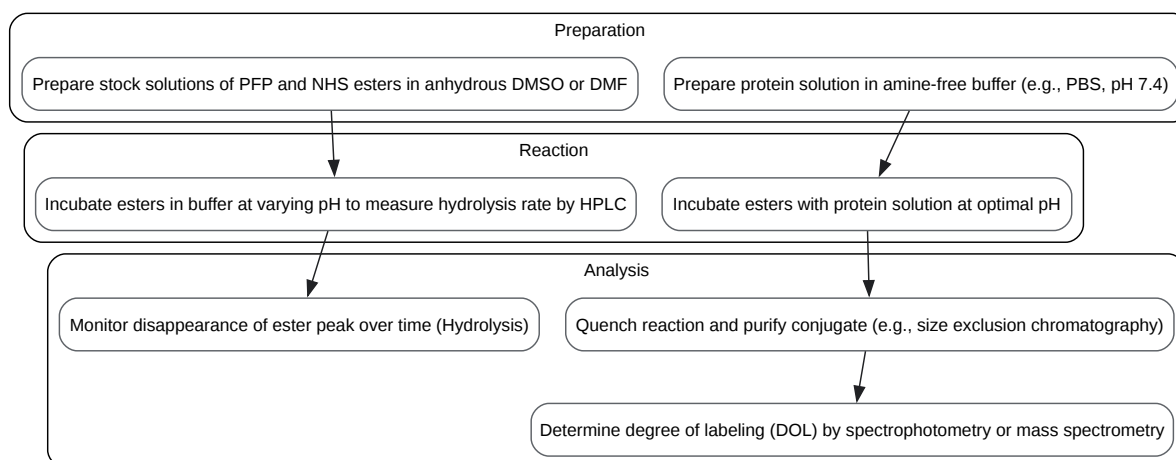 Preparation
Prepare stock solutions of PFP and NHS esters in anhydrous DMSO or DMF
Prepare protein solution in amine-free buffer (e.g., PBS, pH 7.4)
Reaction
Incubate esters in buffer at varying pH to measure hydrolysis rate by HPLC
Incubate esters with protein solution at optimal pH
Analysis
Monitor disappearance of ester peak over time (Hydrolysis)
Quench reaction and purify conjugate (e.g., size exclusion chromatography)
Determine degree of labeling (DOL) by spectrophotometry or mass spectrometry